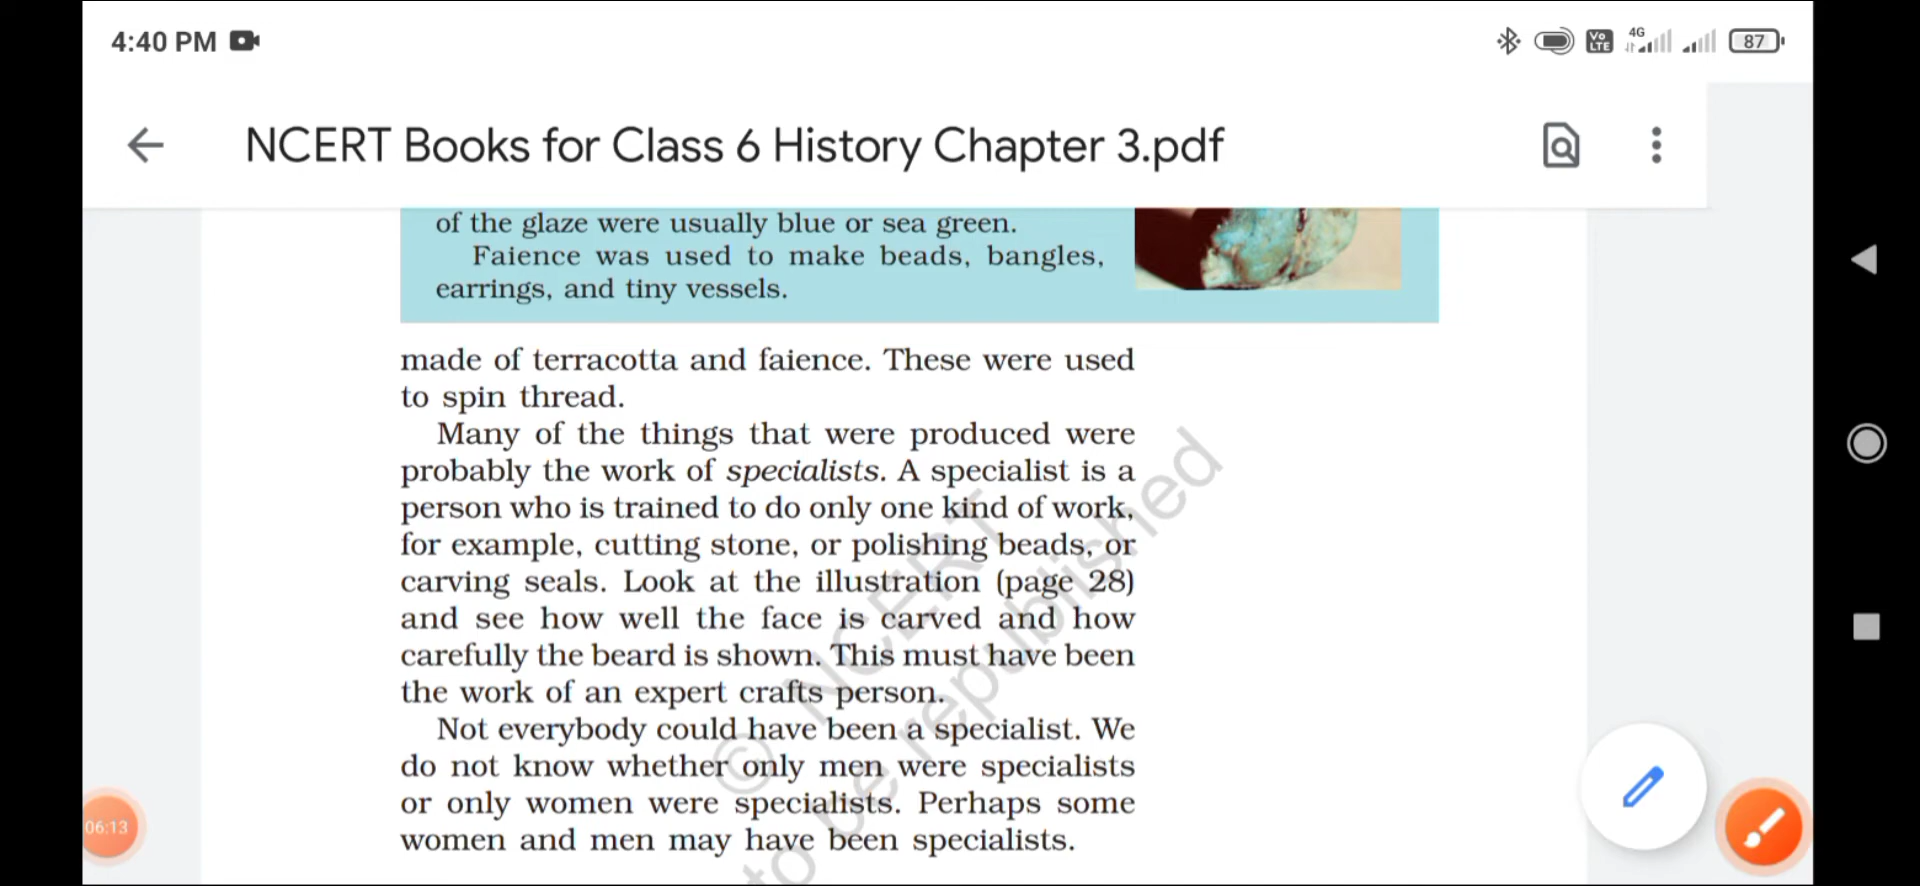 4:40 PM
Vo LTE 4G 87
NCERT Books for Class 6 History Chapter 3.pdf
of the glaze were usually blue or sea green.
Faience was used to make beads, bangles,
earrings, and tiny vessels.
made of terracotta and faience. These were used
to spin thread.
Many of the things that were produced were
probably the work of specialists. A specialist is a
person who is trained to do only one kind of work,
for example, cutting stone, or polishing beads, or
carving seals. Look at the illustration (page 28)
and see how well the face is carved and how
carefully the beard is shown. This must have been
the work of an expert crafts person.
Not everybody could have been a specialist. We
do not know whether only men were specialists
or only women were specialists. Perhaps some
women and men may have been specialists.
© NCERT
to be republished
06:13